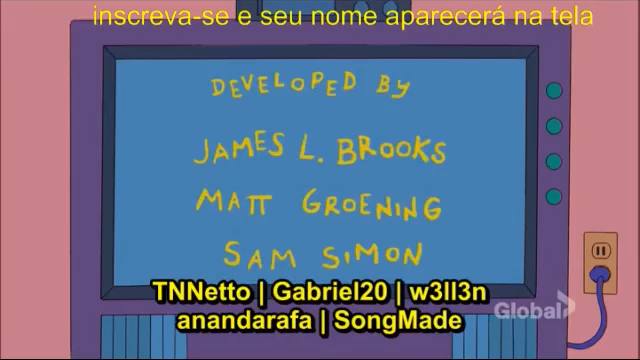 inscreva-se e seu nome aparecerá na tela
DEVELOPED BY
JAMES L. BROOKS
MATT GROENING
SAM SIMON
TNNetto | Gabriel20 | w3ll3n
anandarafa | SongMade
Global